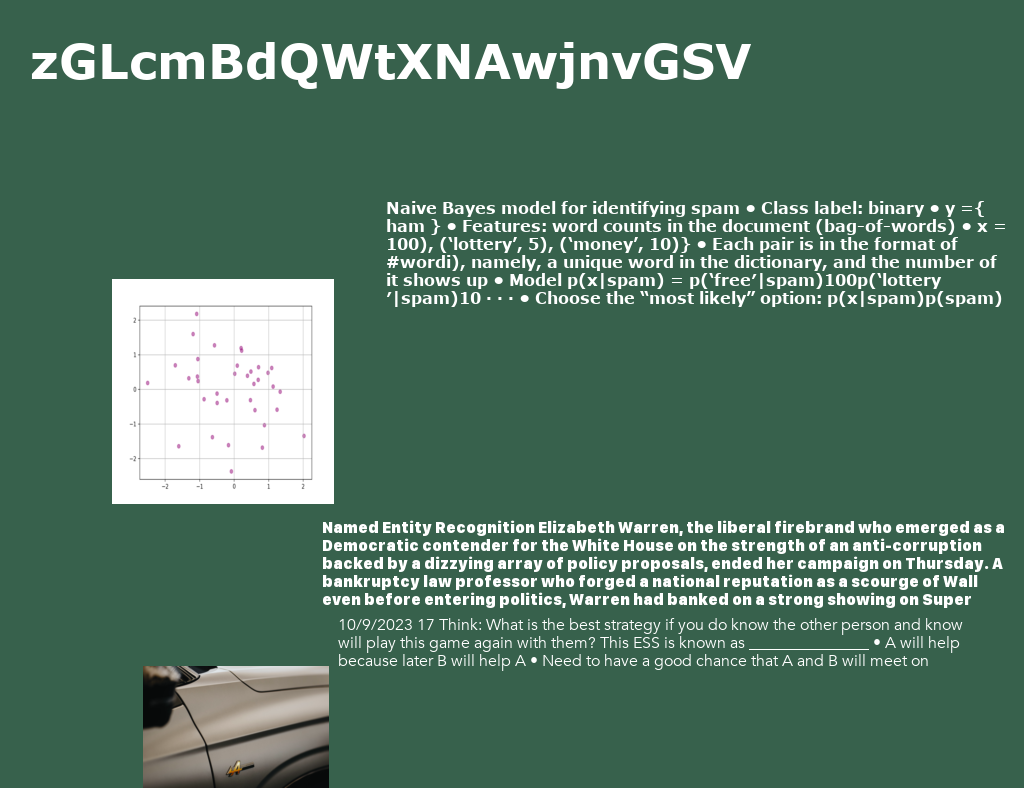 zGLcmBdQWtXNAwjnvGSV
Naive Bayes model for identifying spam • Class label: binary • y ={
ham } • Features: word counts in the document (bag-of-words) • x =
100), (‘lottery’, 5), (‘money’, 10)} • Each pair is in the format of
#wordi), namely, a unique word in the dictionary, and the number of
it shows up • Model p(x|spam) = p(‘free’|spam)100p(‘lottery
’|spam)10 · · · • Choose the “most likely” option: p(x|spam)p(spam)
2
1
0
−1
−2
−2 −1 0 1 2
Named Entity Recognition Elizabeth Warren, the liberal firebrand who emerged as a
Democratic contender for the White House on the strength of an anti-corruption
backed by a dizzying array of policy proposals, ended her campaign on Thursday. A
bankruptcy law professor who forged a national reputation as a scourge of Wall
even before entering politics, Warren had banked on a strong showing on Super
10/9/2023 17 Think: What is the best strategy if you do know the other person and know
will play this game again with them? This ESS is known as _______________ • A will help
because later B will help A • Need to have a good chance that A and B will meet on